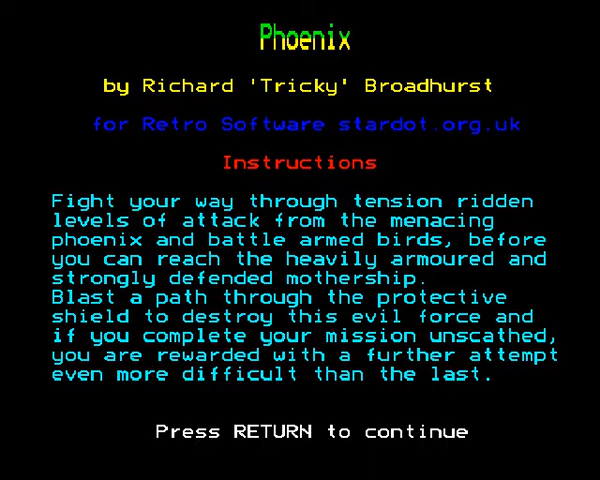 Phoenix
by Richard 'Tricky' Broadhurst
for Retro Software stardot.org.uk
Instructions
Fight your way through tension ridden
levels of attack from the menacing
phoenix and battle armed birds, before
you can reach the heavily armoured and
strongly defended mothership.
Blast a path through the protective
shield to destroy this evil force and
if you complete your mission unscathed,
you are rewarded with a further attempt
even more difficult than the last.
Press RETURN to continue